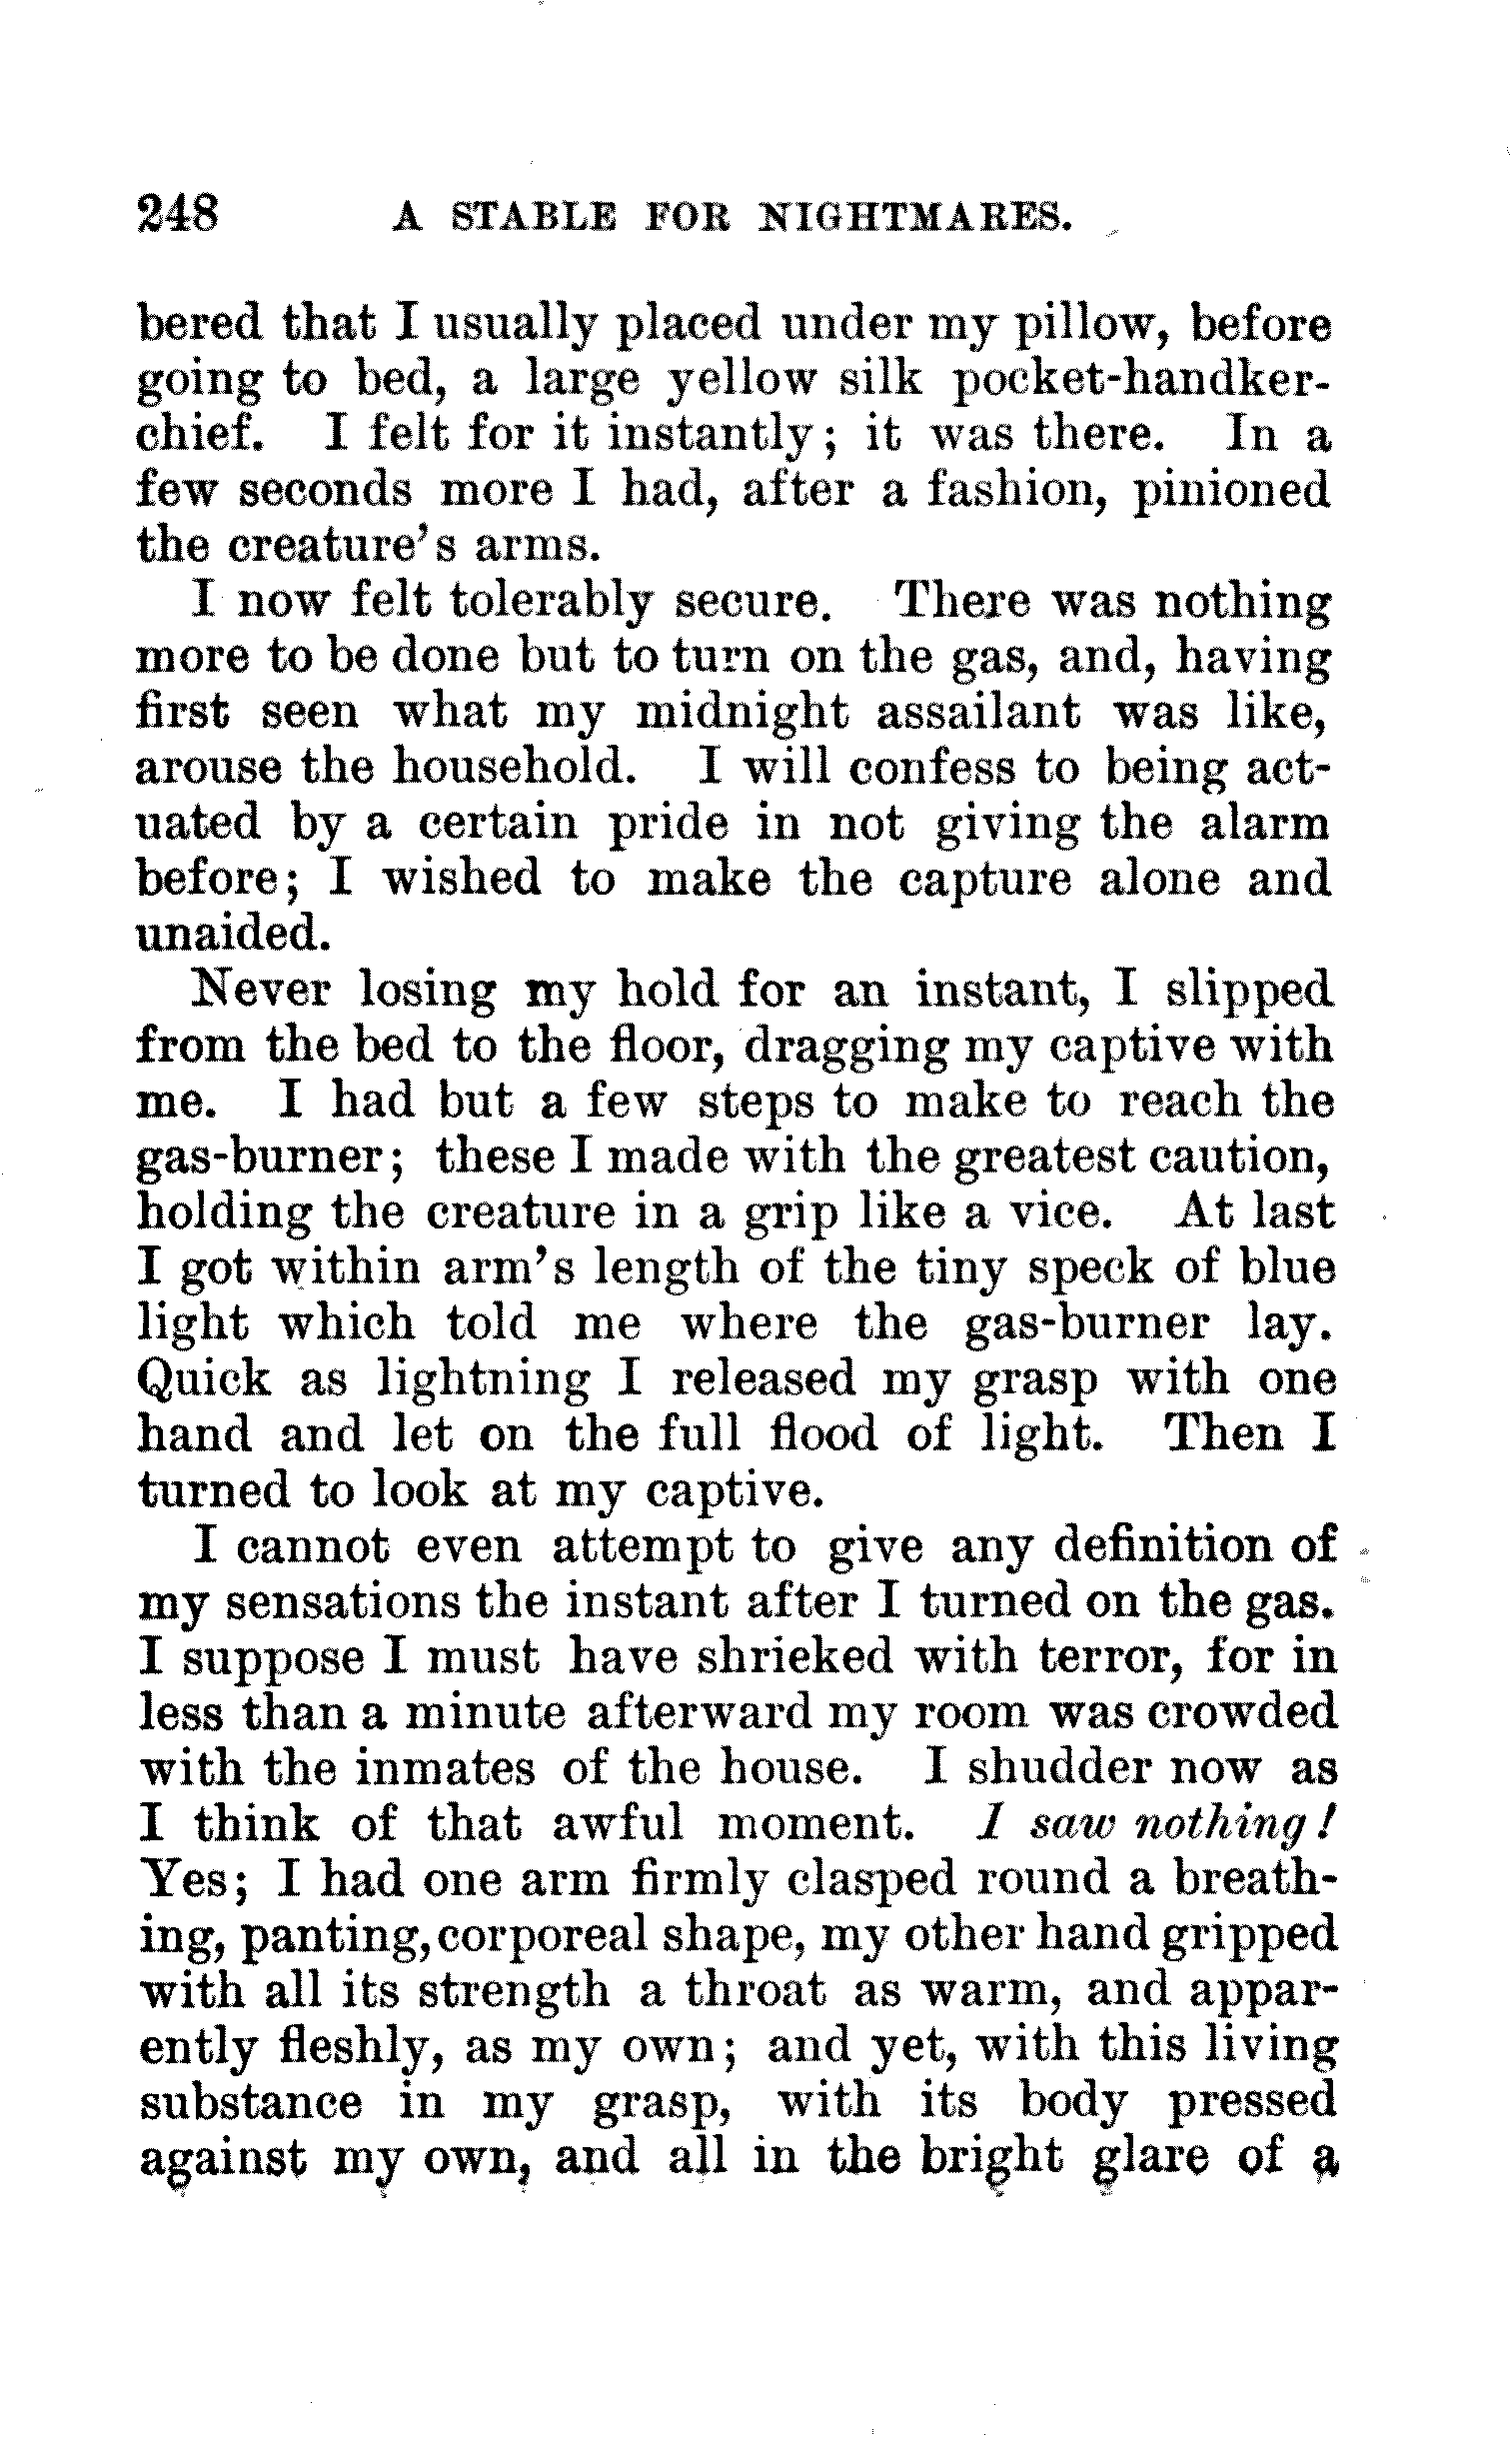 248 A STABLE FOR NIGHTMARES.
bered that I usually placed under my pillow, before
going to bed, a large yellow silk pocket-handker-
chief. I felt for it instantly; it was there. In a
few seconds more I had, after a fashion, pinioned
the creature's arms.
I now felt tolerably secure. There was nothing
more to be done but to turn on the gas, and, having
first seen what my midnight assailant was like,
arouse the household. I will confess to being act-
uated by a certain pride in not giving the alarm
before; I wished to make the capture alone and
unaided.
Never losing my hold for an instant, I slipped
from the bed to the floor, dragging my captive with
me. I had but a few steps to make to reach the
gas-burner; these I made with the greatest caution,
holding the creature in a grip like a vice. At last
I got within arm's length of the tiny speck of blue
light which told me where the gas-burner lay.
Quick as lightning I released my grasp with one
hand and let on the full flood of light. Then I
turned to look at my captive.
I cannot even attempt to give any definition of
my sensations the instant after I turned on the gas.
I suppose I must have shrieked with terror, for in
less than a minute afterward my room was crowded
with the inmates of the house. I shudder now as
I think of that awful moment. I saw nothing!
Yes; I had one arm firmly clasped round a breath-
ing, panting, corporeal shape, my other hand gripped
with all its strength a throat as warm, and appar-
ently fleshly, as my own; and yet, with this living
substance in my grasp, with its body pressed
against my own, and all in the bright glare of a